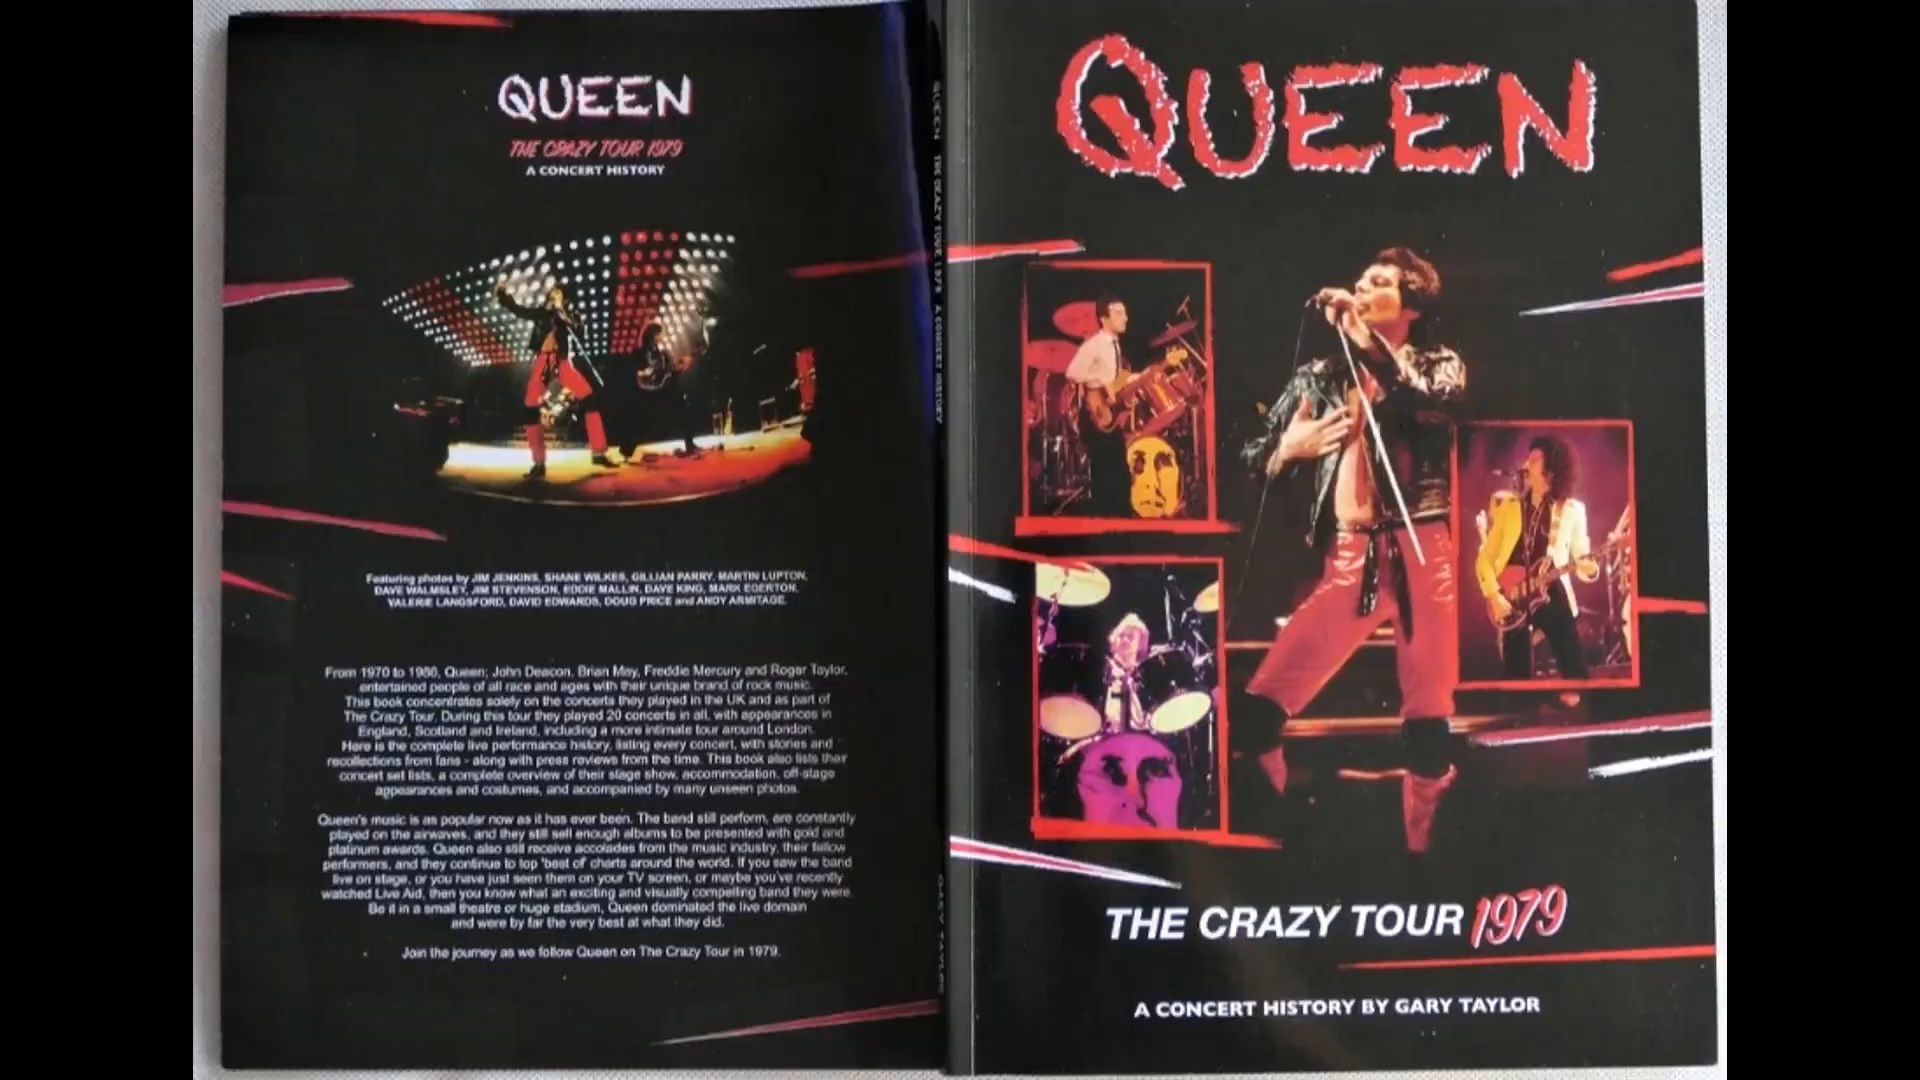 QUEEN
THE CRAZY TOUR 1979
A CONCERT HISTORY
Featuring photos by JIM JENKINS, SHANE WILKES, GILLIAN PARRY, MARTIN LUPTON,
DAVE WALMSLEY, JIM STEVENSON, EDDIE MALLIN, DAVE KING, MARK EGERTON,
VALERIE LANGSFORD, DAVID EDWARDS, DOUG PRICE and ANDY ARMITAGE.
From 1970 to 1986, Queen; John Deacon, Brian May, Freddie Mercury and Roger Taylor,
entertained people of all race and ages with their unique brand of rock music.
This book concentrates solely on the concerts they played in the UK and as part of
The Crazy Tour. During this tour they played 20 concerts in all, with appearances in
England, Scotland and Ireland, including a more intimate tour around London.
Here is the complete live performance history, listing every concert, with stories and
recollections from fans - along with press reviews from the time. This book also lists their
concert set lists, a complete overview of their stage show, accommodation, off-stage
appearances and costumes, and accompanied by many unseen photos.
Queen's music is as popular now as it has ever been. The band still perform, are constantly
played on the airwaves, and they still sell enough albums to be presented with gold and
platinum awards. Queen also still receive accolades from the music industry, their fellow
performers, and they continue to top 'best of' charts around the world. If you saw the band
live on stage, or you have just seen them on your TV screen, or maybe you've recently
watched Live Aid, then you know what an exciting and visually compelling band they were.
Be it in a small theatre or huge stadium, Queen dominated the live domain
and were by far the very best at what they did.
Join the journey as we follow Queen on The Crazy Tour in 1979.
QUEEN THE CRAZY TOUR 1979 A CONCERT HISTORY
GARY TAYLOR
QUEEN
THE CRAZY TOUR 1979
A CONCERT HISTORY BY GARY TAYLOR